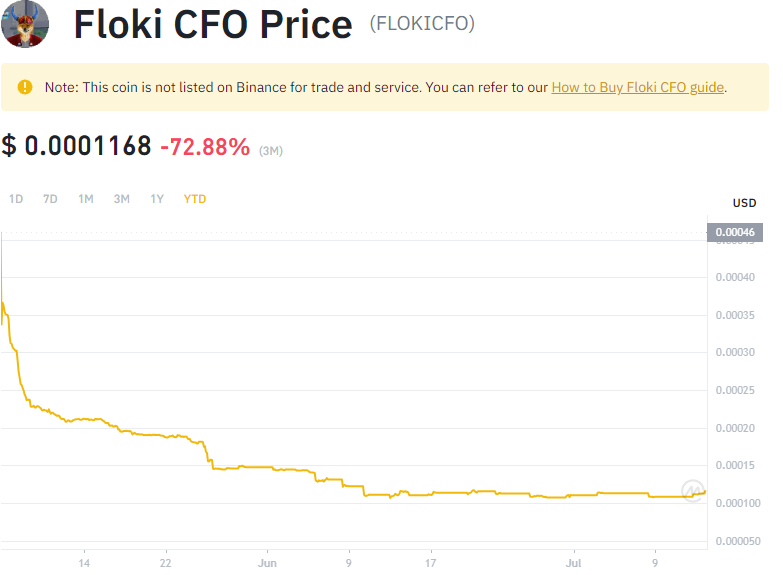 Floki CFO Price (FLOKICFO)
Note: This coin is not listed on Binance for trade and service. You can refer to our How to Buy Floki CFO guide.
$ 0.0001168 -72.88% (3M)
1D 7D 1M 3M 1Y YTD
USD
0.00046
0.00040
0.00035
0.00030
0.00025
0.00020
0.00015
0.000100
0.000050
14 22 Jun 9 17 Jul 9